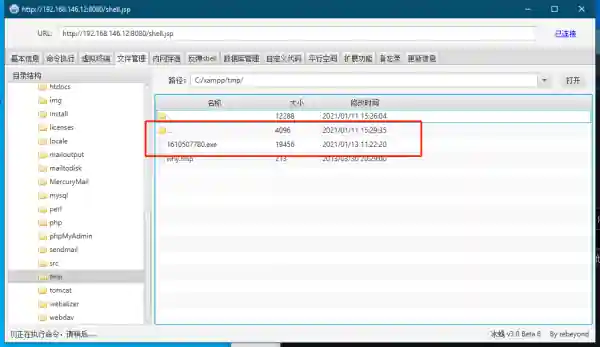 http://192.168.146.12:8080/shell.jsp
URL: http://192.168.146.12:8080/shell.jsp 已连接
基本信息 命令执行 虚拟终端 文件管理 内网穿透 反弹shell 数据库管理 自定义代码 平行空间 扩展功能 备忘录 更新信息
目录结构
路径: C:/xampp/tmp/ 打开
名称 大小 修改时间
. 12288 2021/01/11 15:26:04
.. 4096 2021/01/11 15:29:35
1610507780.exe 19456 2021/01/13 11:22:20
why.tmp 213 2013/03/30 20:29:00
htdocs
img
install
licenses
locale
mailoutput
mailtodisk
MercuryMail
mysql
perl
php
phpMyAdmin
sendmail
src
tmp
tomcat
webalizer
webdav
正在执行命令，请稍后……
冰蝎 v3.0 Beta 6 By rebeyond